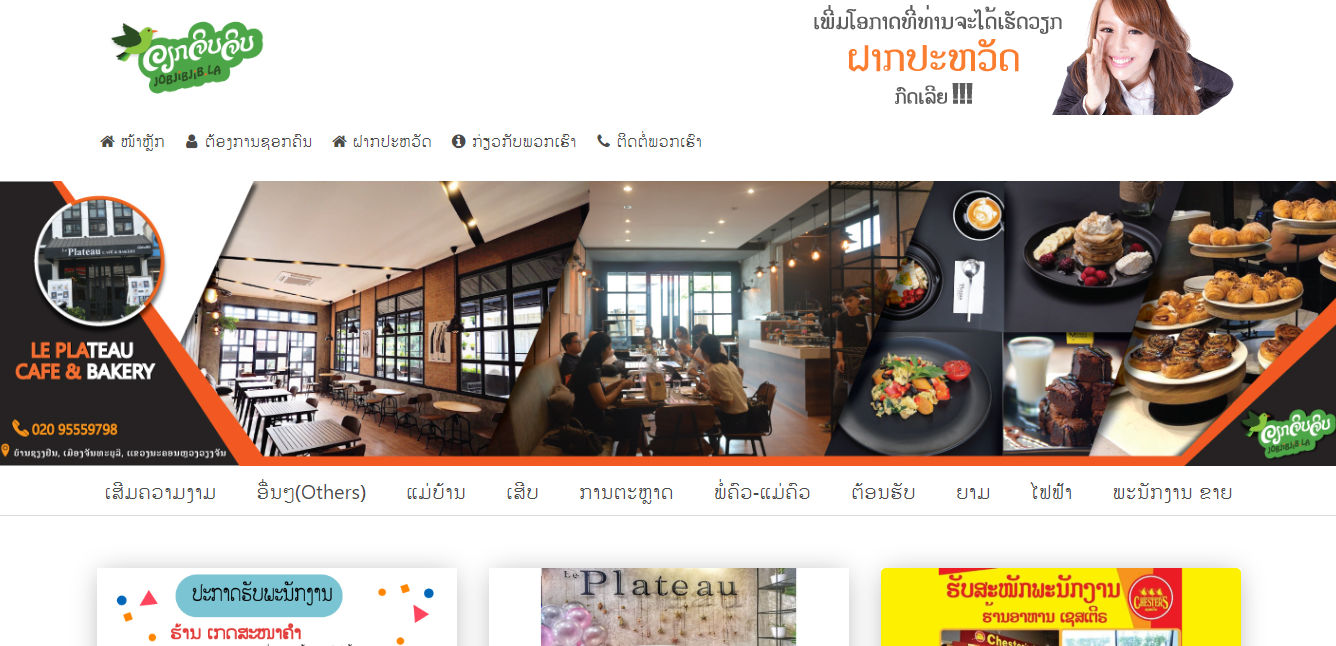 ວຽກຈິບຈິບ
JOBJIBJIB LA
ເພີ່ມໂອກາດທີ່ທ່ານຈະໄດ້ເຮັດວຽກ
ຝາກປະຫວັດ
ກົດເລີຍ !!!
ໜ້າຫຼັກ
ຕ້ອງການຊອກຄົນ
ຝາກປະຫວັດ
ກ່ຽວກັບພວກເຮົາ
ຕິດຕໍ່ພວກເຮົາ
Le Plateau
CAFE & BAKERY
LE PLATEAU
CAFE & BAKERY
020 95559798
ບ້ານຊຽງຢືນ, ເມືອງຈັນທະບູລີ, ແຂວງນະຄອນຫຼວງວຽງຈັນ
ວຽກຈິບຈິບ
JOBJIBJIB LA
ເສີມຄວາມງາມ
ອື່ນໆ(Others)
ແມ່ບ້ານ
ເສີບ
ການຕະຫຼາດ
ພໍ່ຄົວ-ແມ່ຄົວ
ຕ້ອນຮັບ
ຍາມ
ໄຟຟ້າ
ພະນັກງານ ຂາຍ
ປະກາດຮັບພະນັກງານ
ຮ້ານ ເກດສະໜາຄຳ
Le Plateau
ຮັບສະໝັກພະນັກງານ
ຮ້ານອາຫານ ເຊສເຕີຣ
CHESTER'S